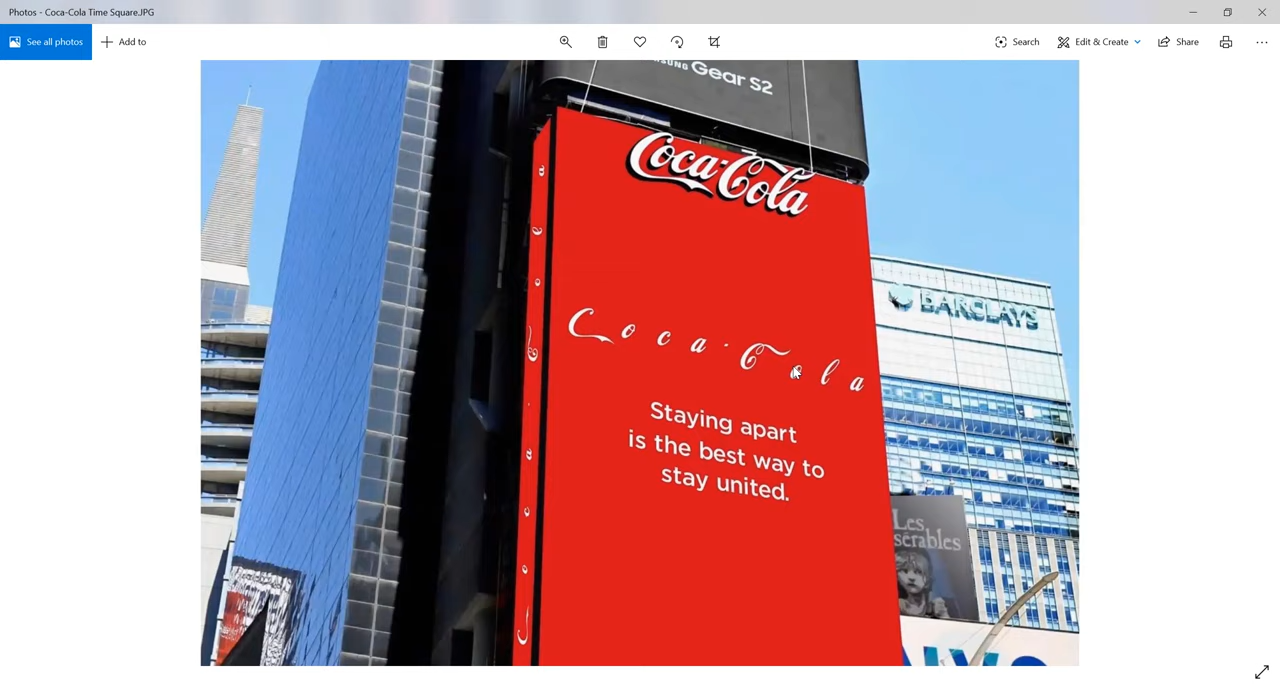 Photos - Coca-Cola Time Square.JPG
See all photos
Add to
Search
Edit & Create
Share
Gear S2
Coca-Cola
Coca-Cola
Staying apart
is the best way to
stay united.
BARCLAYS
Les